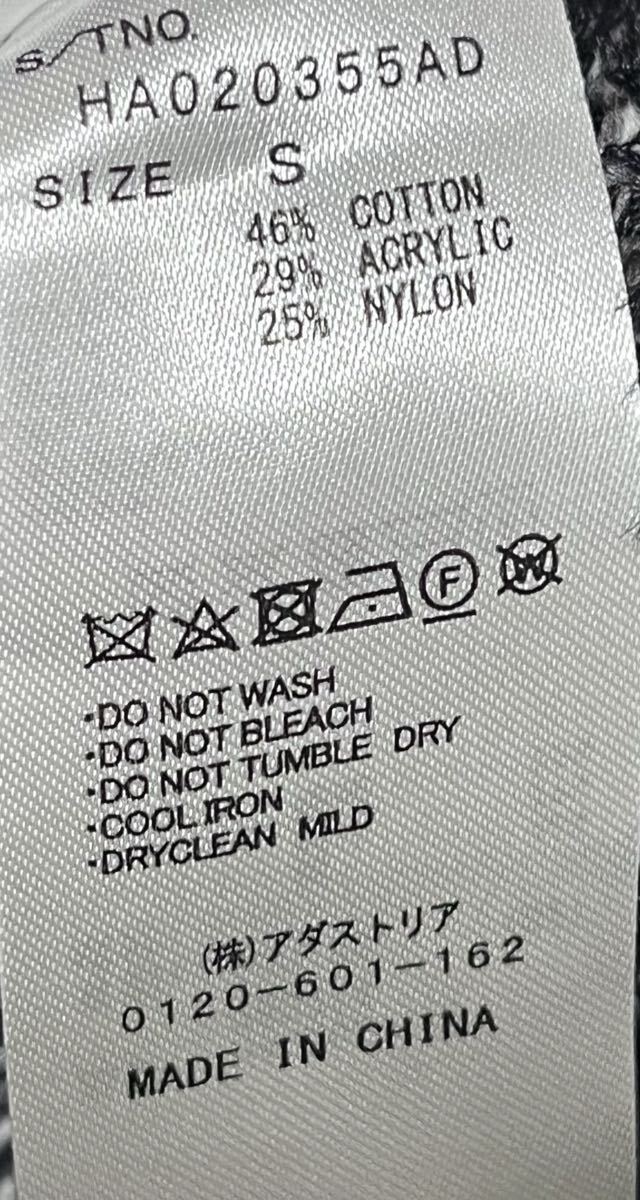 S/TNO.
HA020355AD
SIZE S
46% COTTON
29% ACRYLIC
25% NYLON
F W
·DO NOT WASH
·DO NOT BLEACH
·DO NOT TUMBLE DRY
·COOL IRON
·DRYCLEAN MILD
(株)アダストリア
0120-601-162
MADE IN CHINA